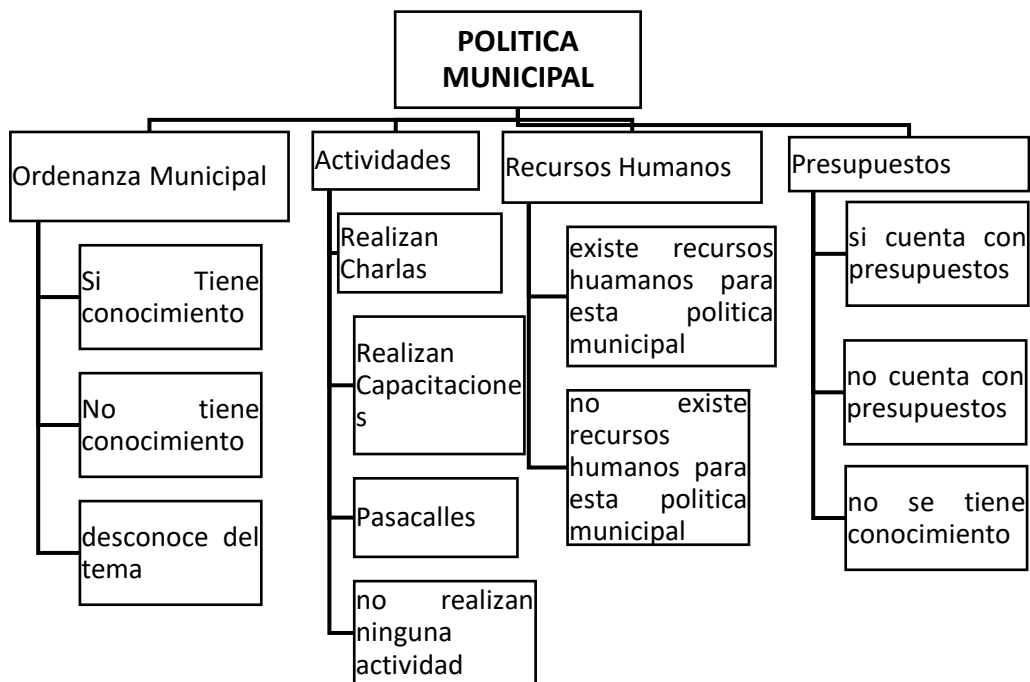 POLITICA
MUNICIPAL
Ordenanza Municipal
Si Tiene
conocimiento
No tiene
conocimiento
desconoce del
tema
Actividades
Realizan
Charlas
Realizan
Capacitacione
s
Pasacalles
no realizan
ninguna
actividad
Recursos Humanos
existe recursos
huamanos para
esta politica
municipal
no existe
recursos
humanos para
esta politica
municipal
Presupuestos
si cuenta con
presupuestos
no cuenta con
presupuestos
no se tiene
conocimiento